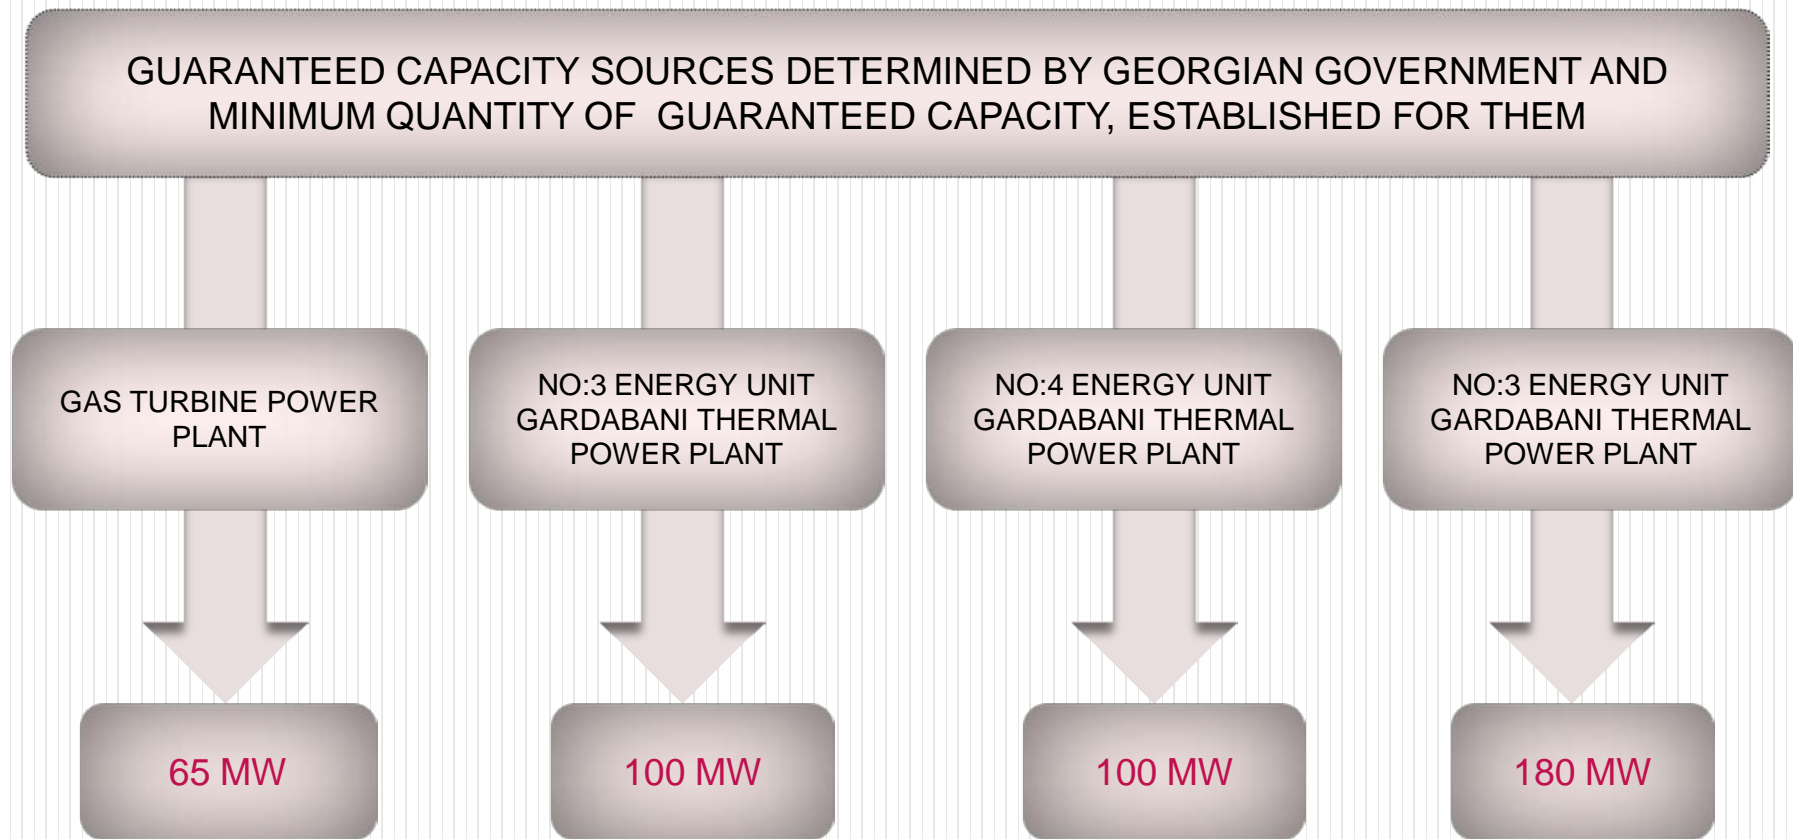 GUARANTEED CAPACITY SOURCES DETERMINED BY GEORGIAN GOVERNMENT AND
MINIMUM QUANTITY OF GUARANTEED CAPACITY, ESTABLISHED FOR THEM
GAS TURBINE POWER
PLANT
NO:3 ENERGY UNIT
GARDABANI THERMAL
POWER PLANT
NO:4 ENERGY UNIT
GARDABANI THERMAL
POWER PLANT
NO:3 ENERGY UNIT
GARDABANI THERMAL
POWER PLANT
65 MW
100 MW
100 MW
180 MW